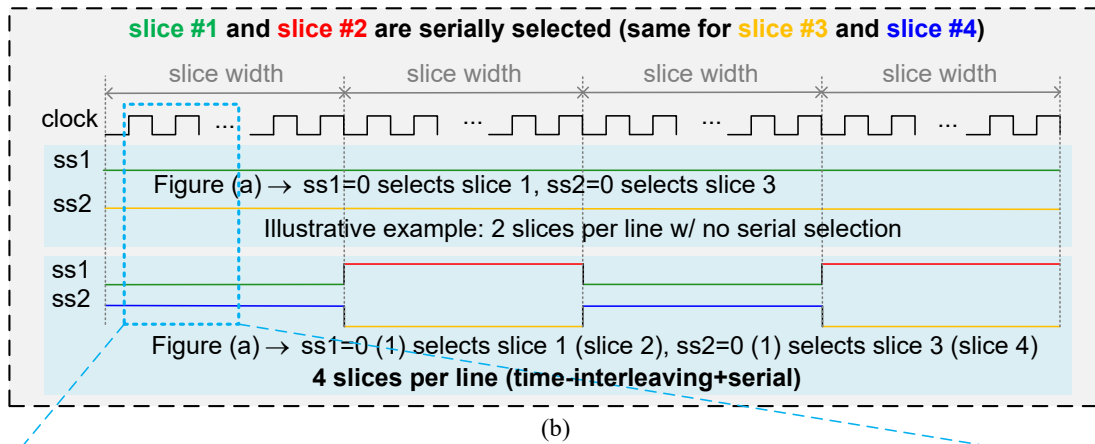 slice #1 and slice #2 are serially selected (same for slice #3 and slice #4)
slice width slice width slice width slice width
clock ... ... ... ...
ss1
Figure (a) → ss1=0 selects slice 1, ss2=0 selects slice 3
ss2
Illustrative example: 2 slices per line w/ no serial selection
ss1
ss2
Figure (a) → ss1=0 (1) selects slice 1 (slice 2), ss2=0 (1) selects slice 3 (slice 4)
4 slices per line (time-interleaving+serial)
(b)